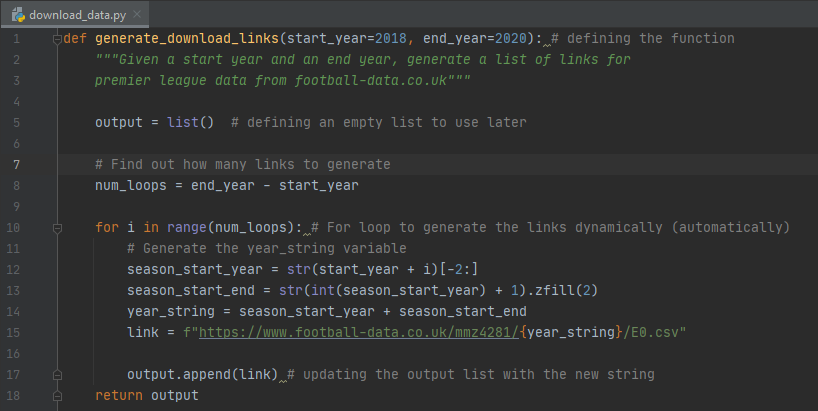 download_data.py
1 def generate_download_links(start_year=2018, end_year=2020): # defining the function
2 """Given a start year and an end year, generate a list of links for
3 premier league data from football-data.co.uk"""
4
5 output = list()  # defining an empty list to use later
6
7 # Find out how many links to generate
8 num_loops = end_year - start_year
9
10 for i in range(num_loops): # For loop to generate the links dynamically (automatically)
11 # Generate the year_string variable
12 season_start_year = str(start_year + i)[-2:]
13 season_start_end = str(int(season_start_year) + 1).zfill(2)
14 year_string = season_start_year + season_start_end
15 link = f"https://www.football-data.co.uk/mmz4281/{year_string}/E0.csv"
16
17 output.append(link) # updating the output list with the new string
18 return output